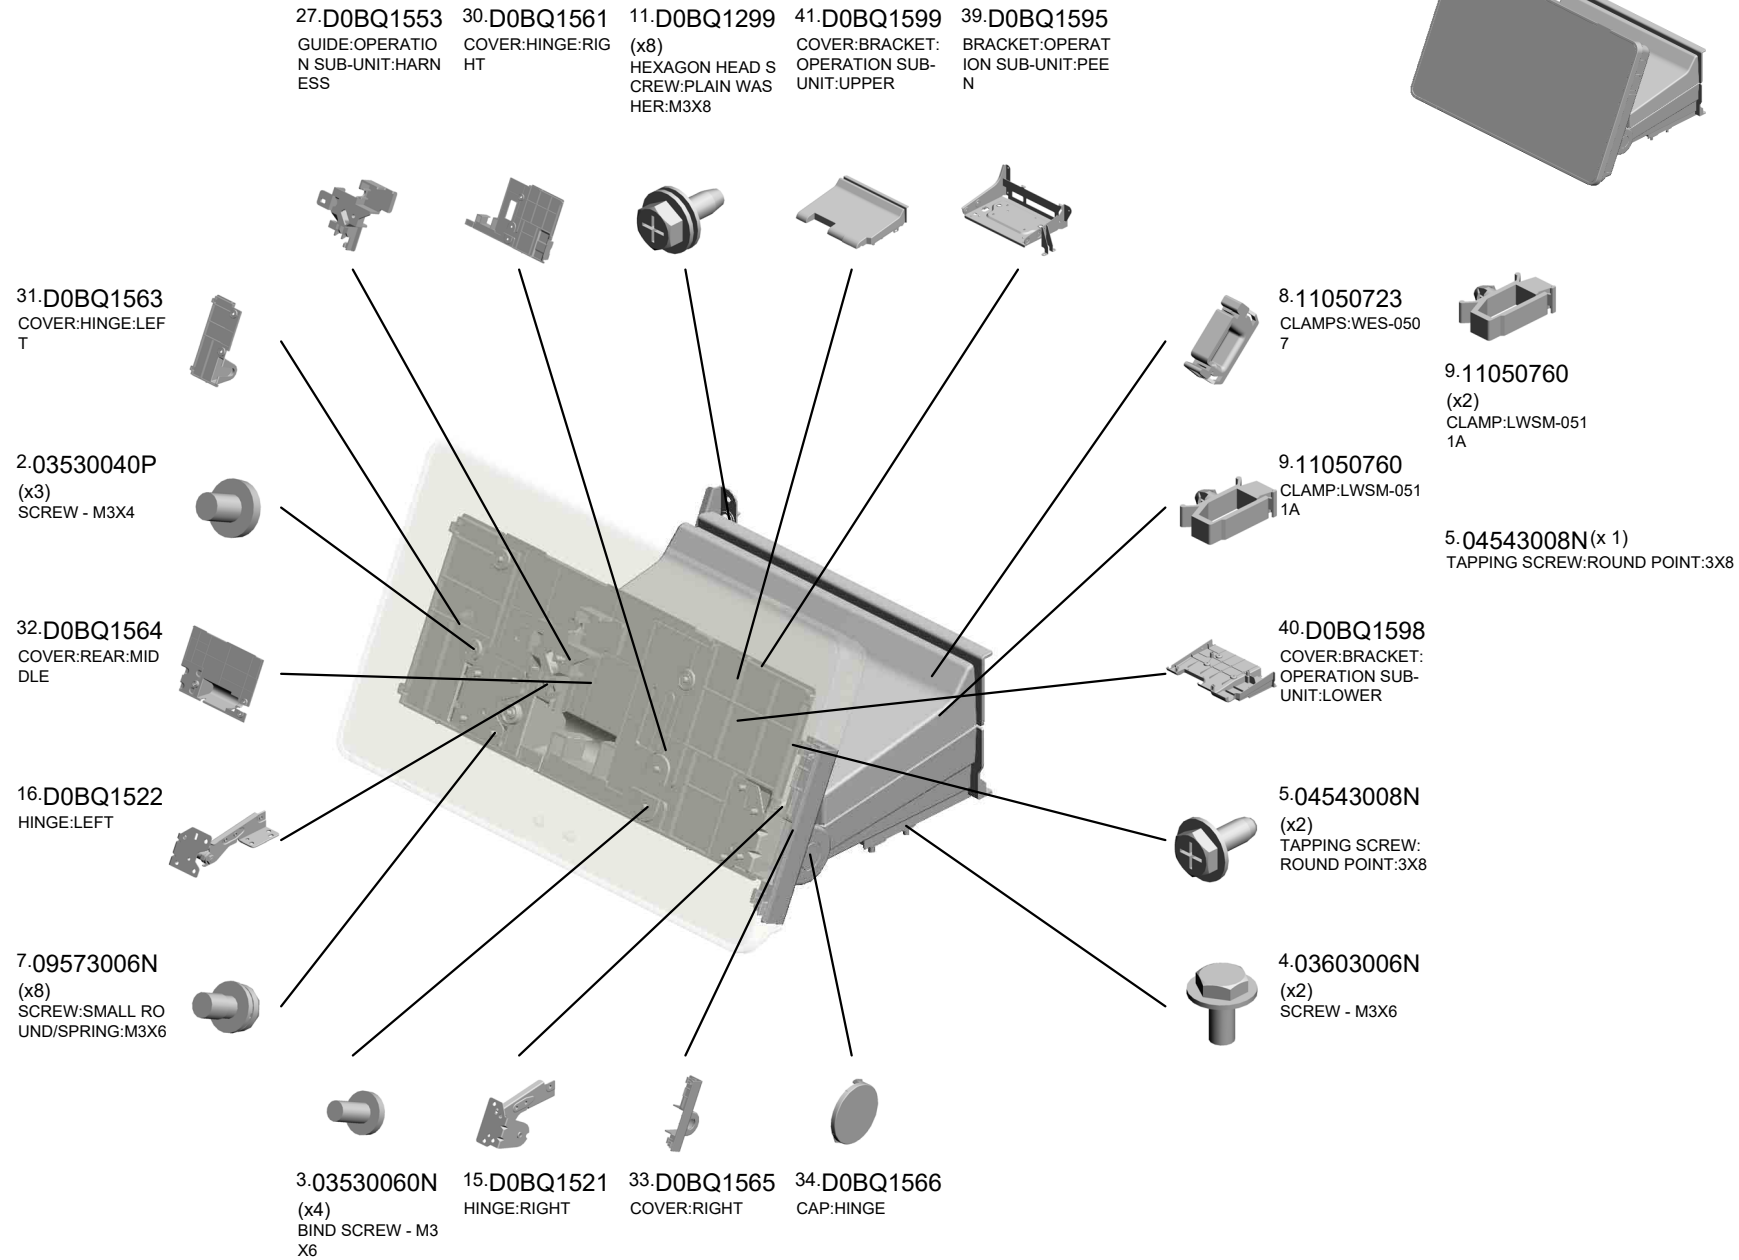 27.D0BQ1553
GUIDE:OPERATIO
N SUB-UNIT:HARN
ESS
30.D0BQ1561
COVER:HINGE:RIG
HT
11.D0BQ1299
(x8)
HEXAGON HEAD S
CREW:PLAIN WAS
HER:M3X8
41.D0BQ1599
COVER:BRACKET:
OPERATION SUB-
UNIT:UPPER
39.D0BQ1595
BRACKET:OPERAT
ION SUB-UNIT:PEE
N
31.D0BQ1563
COVER:HINGE:LEF
T
8.11050723
CLAMPS:WES-050
7
9.11050760
(x2)
CLAMP:LWSM-051
1A
2.03530040P
(x3)
SCREW - M3X4
9.11050760
CLAMP:LWSM-051
1A
5.04543008N(x 1)
TAPPING SCREW:ROUND POINT:3X8
32.D0BQ1564
COVER:REAR:MID
DLE
40.D0BQ1598
COVER:BRACKET:
OPERATION SUB-
UNIT:LOWER
16.D0BQ1522
HINGE:LEFT
5.04543008N
(x2)
TAPPING SCREW:
ROUND POINT:3X8
7.09573006N
(x8)
SCREW:SMALL RO
UND/SPRING:M3X6
4.03603006N
(x2)
SCREW - M3X6
3.03530060N
(x4)
BIND SCREW - M3
X6
15.D0BQ1521
HINGE:RIGHT
33.D0BQ1565
COVER:RIGHT
34.D0BQ1566
CAP:HINGE